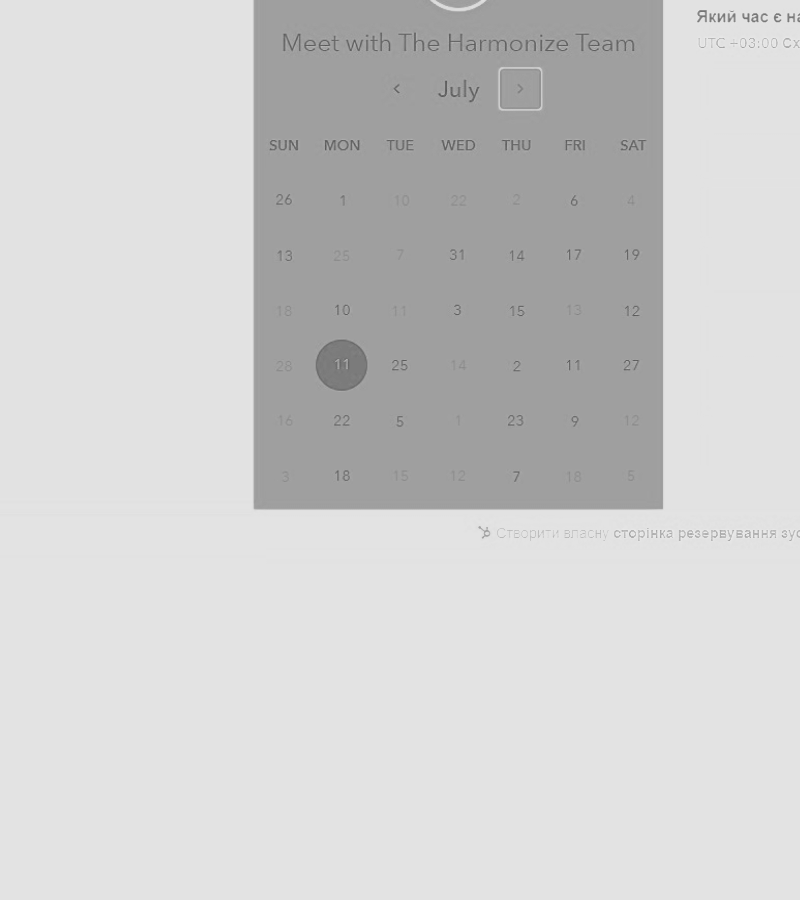 Який час є на
UTC +03:00 Сх
Meet with The Harmonize Team
‹ July ›
SUN MON TUE WED THU FRI SAT
26 1 10 22 2 6 4
13 25 7 31 14 17 19
18 10 11 3 15 13 12
28 11 25 14 2 11 27
16 22 5 1 23 9 12
3 18 15 12 7 18 5
Створити власну сторінка резервування зус